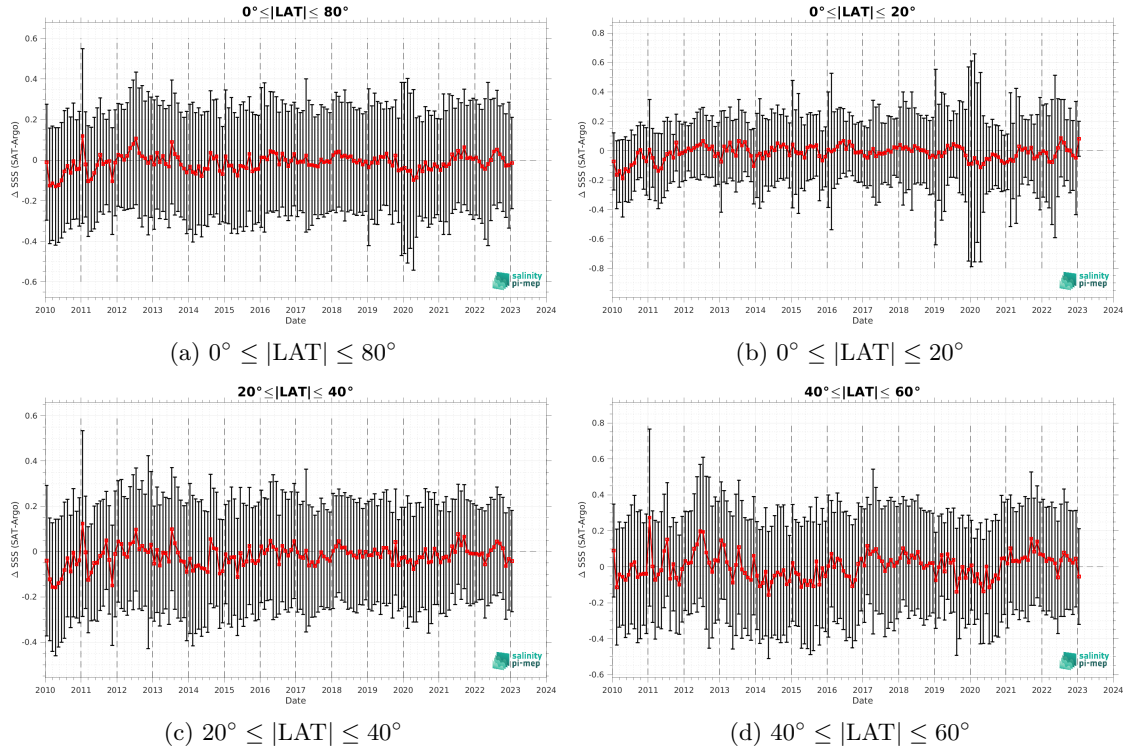 0°≤|LAT|≤ 80°
Δ SSS (SAT-Argo)
0.6
0.4
0.2
0
-0.2
-0.4
-0.6
salinity
pi-mep
2010 2011 2012 2013 2014 2015 2016 2017 2018 2019 2020 2021 2022 2023 2024
Date
(a) 0° ≤ |LAT| ≤ 80°
0°≤|LAT|≤ 20°
Δ SSS (SAT-Argo)
0.8
0.6
0.4
0.2
0
-0.2
-0.4
-0.6
-0.8
salinity
pi-mep
2010 2011 2012 2013 2014 2015 2016 2017 2018 2019 2020 2021 2022 2023 2024
Date
(b) 0° ≤ |LAT| ≤ 20°
20°≤|LAT|≤ 40°
Δ SSS (SAT-Argo)
0.6
0.4
0.2
0
-0.2
-0.4
salinity
pi-mep
2010 2011 2012 2013 2014 2015 2016 2017 2018 2019 2020 2021 2022 2023 2024
Date
(c) 20° ≤ |LAT| ≤ 40°
40°≤|LAT|≤ 60°
Δ SSS (SAT-Argo)
0.8
0.6
0.4
0.2
0
-0.2
-0.4
-0.6
salinity
pi-mep
2010 2011 2012 2013 2014 2015 2016 2017 2018 2019 2020 2021 2022 2023 2024
Date
(d) 40° ≤ |LAT| ≤ 60°